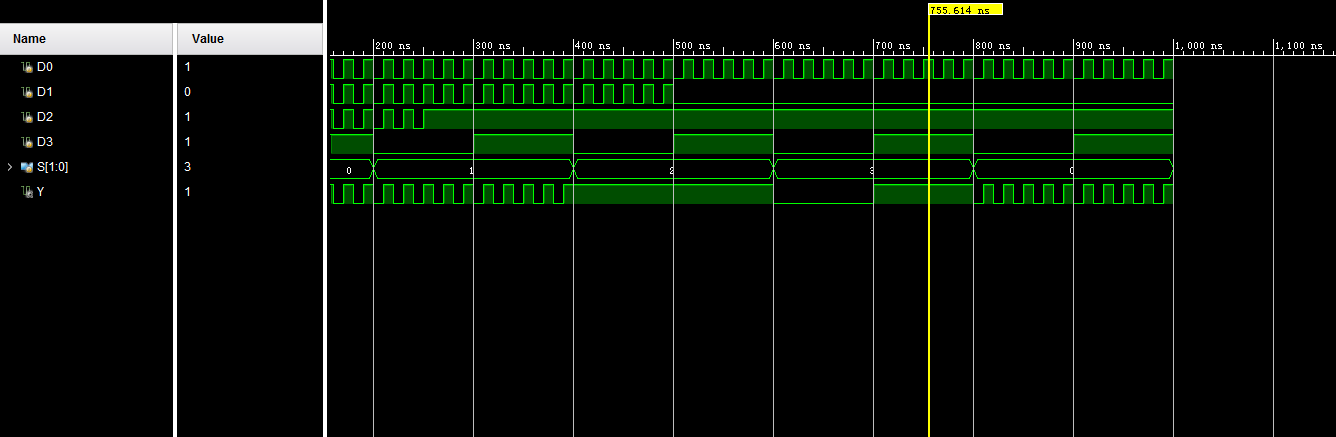 755.614 ns
Name Value
200 ns 300 ns 400 ns 500 ns 600 ns 700 ns 800 ns 900 ns 1,000 ns 1,100 ns
D0 1
D1 0
D2 1
D3 1
S[1:0] 3 0 1 2 3 0
Y 1